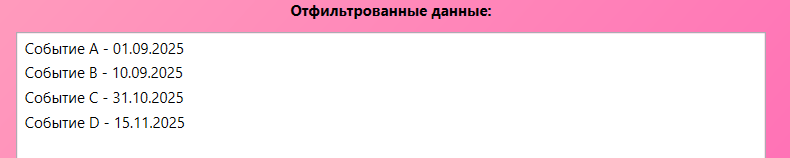 Отфильтрованные данные:
Событие A - 01.09.2025
Событие B - 10.09.2025
Событие C - 31.10.2025
Событие D - 15.11.2025